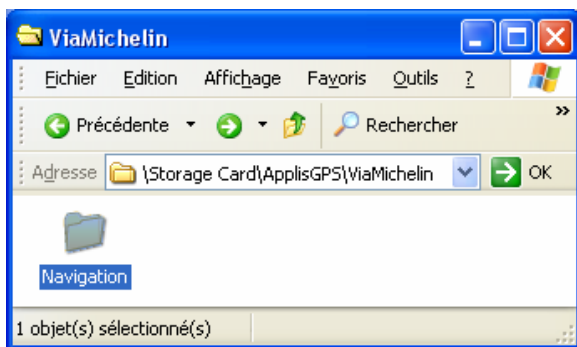 ViaMichelin
Fichier Edition Affichage Favoris Outils ?
Précédente Rechercher »
Adresse \Storage Card\ApplisGPS\ViaMichelin OK
Navigation
1 objet(s) sélectionné(s)